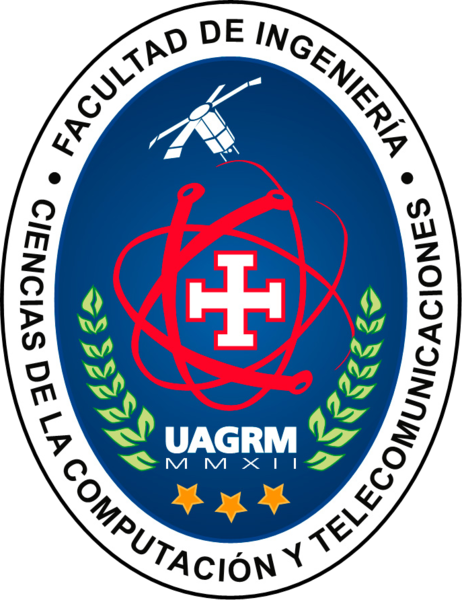 FACULTAD DE INGENIERÍA
CIENCIAS DE LA COMPUTACIÓN Y TELECOMUNICACIONES
UAGRM
MMXII